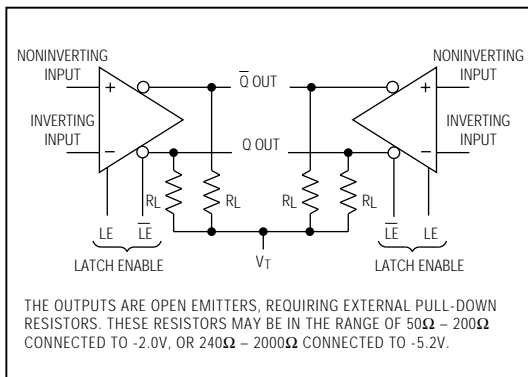 NONINVERTING
INPUT
NONINVERTING
INPUT
Q̅ OUT
+
+
INVERTING
INPUT
INVERTING
INPUT
Q OUT
−
−
RL
RL
RL
RL
LE
L̅E̅
L̅E̅
LE
VT
LATCH ENABLE
LATCH ENABLE
THE OUTPUTS ARE OPEN EMITTERS, REQUIRING EXTERNAL PULL-DOWN
RESISTORS. THESE RESISTORS MAY BE IN THE RANGE OF 50Ω – 200Ω
CONNECTED TO -2.0V, OR 240Ω – 2000Ω CONNECTED TO -5.2V.